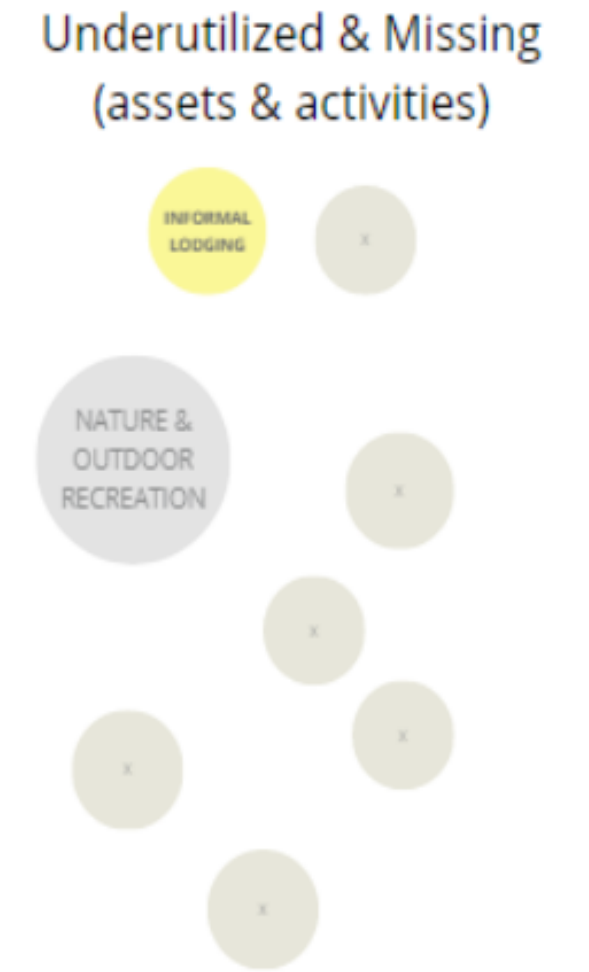 Underutilized & Missing
(assets & activities)
INFORMAL
LODGING
x
NATURE &
OUTDOOR
RECREATION
x
x
x
x
x